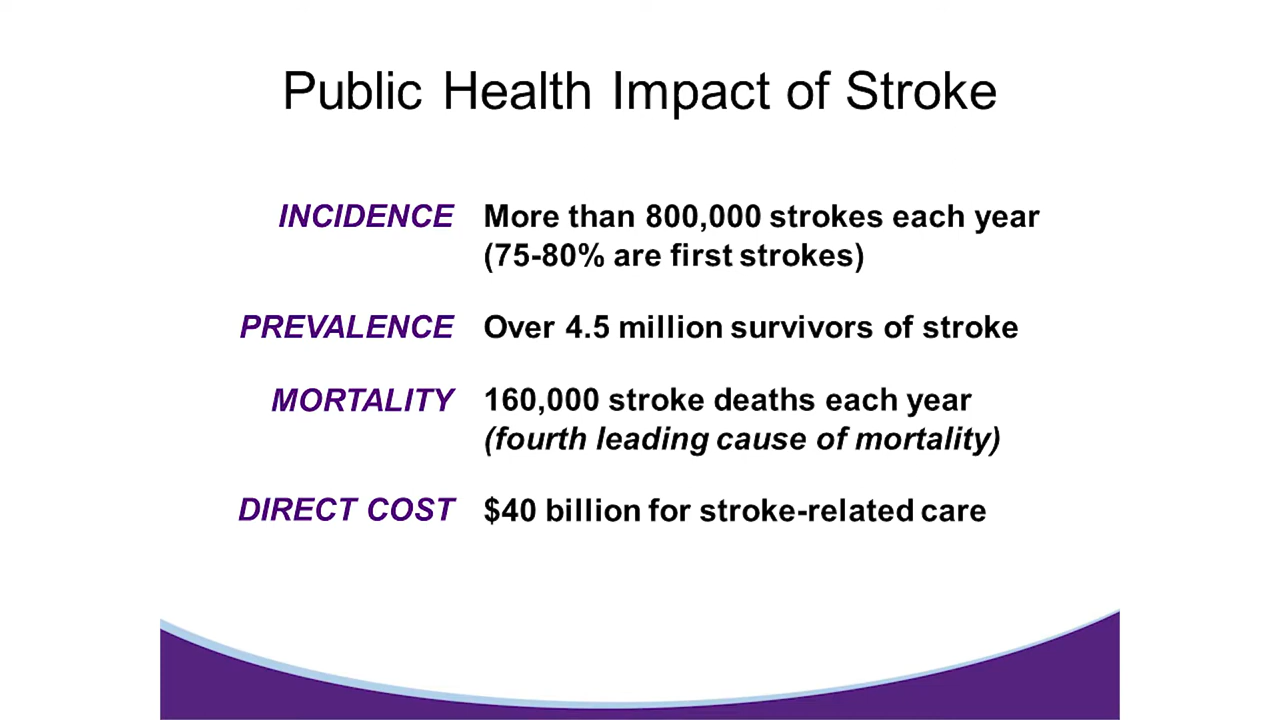 Public Health Impact of Stroke
INCIDENCE More than 800,000 strokes each year
(75-80% are first strokes)
PREVALENCE Over 4.5 million survivors of stroke
MORTALITY 160,000 stroke deaths each year
(fourth leading cause of mortality)
DIRECT COST $40 billion for stroke-related care